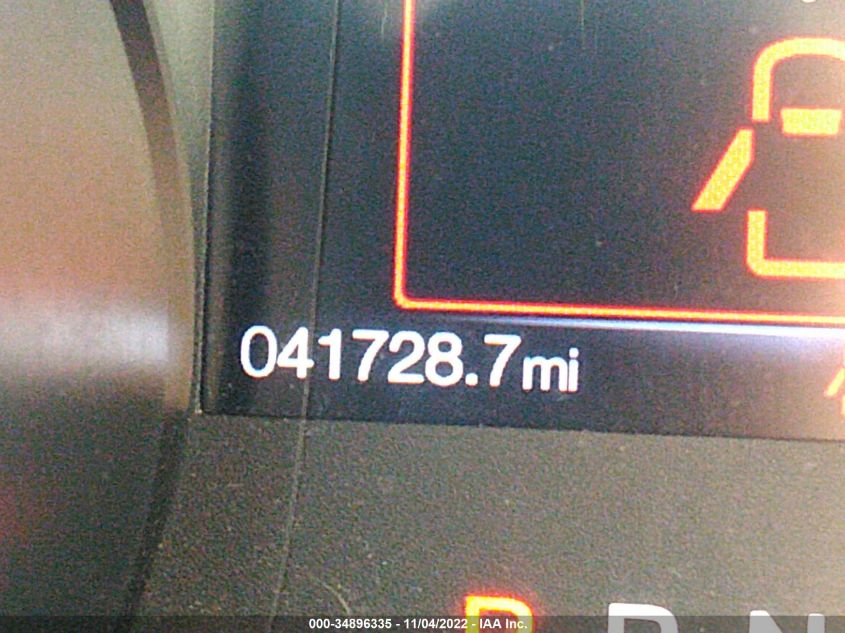 041728.7mi
P R N
000-34896335 - 11/04/2022 - IAA Inc.